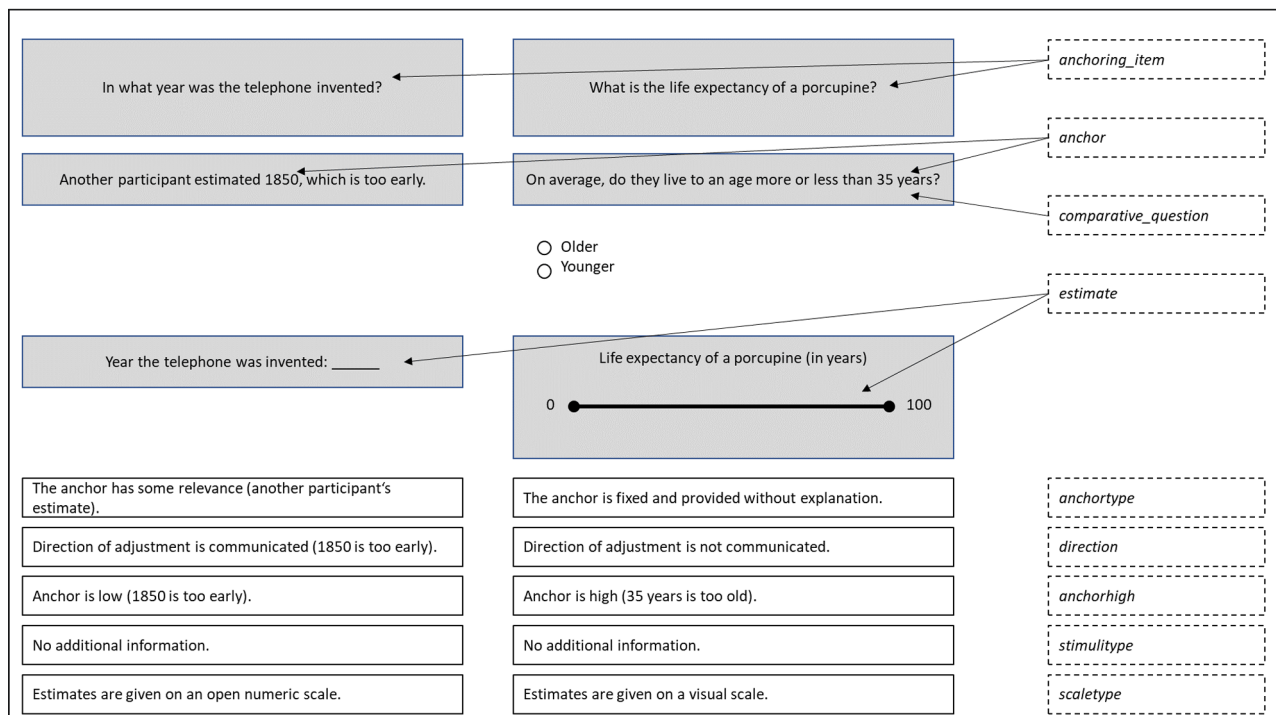 In what year was the telephone invented?
What is the life expectancy of a porcupine?
anchoring_item
anchor
Another participant estimated 1850, which is too early.
On average, do they live to an age more or less than 35 years?
comparative_question
Older
Younger
estimate
Year the telephone was invented: ______
Life expectancy of a porcupine (in years)
0
100
The anchor has some relevance (another participant‘s
estimate).
The anchor is fixed and provided without explanation.
anchortype
Direction of adjustment is communicated (1850 is too early).
Direction of adjustment is not communicated.
direction
Anchor is low (1850 is too early).
Anchor is high (35 years is too old).
anchorhigh
No additional information.
No additional information.
stimulitype
Estimates are given on an open numeric scale.
Estimates are given on a visual scale.
scaletype